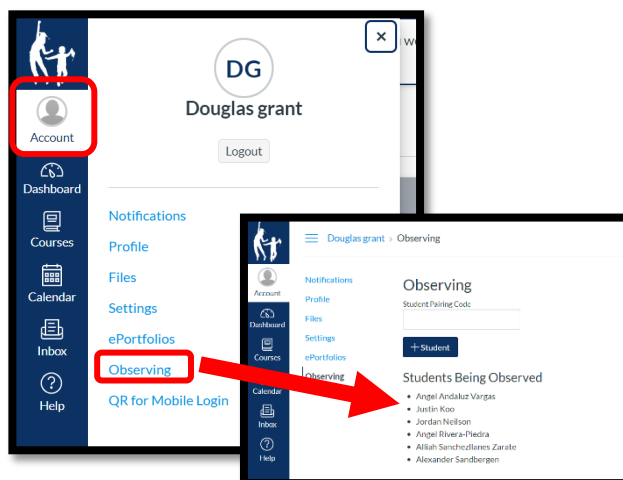 ×
w
DG
Douglas grant
Logout
Account
Dashboard
Courses
Calendar
Inbox
Help
Notifications
Profile
Files
Settings
ePortfolios
Observing
QR for Mobile Login
Douglas grant > Observing
Account
Dashboard
Courses
Calendar
Inbox
Help
Notifications
Profile
Files
Settings
ePortfolios
Observing
Observing
Student Pairing Code
+ Student
Students Being Observed
• Angel Andaluz Vargas
• Justin Koo
• Jordan Neilson
• Angel Rivera-Piedra
• Alliah Sanchezllanes Zarate
• Alexander Sandbergen